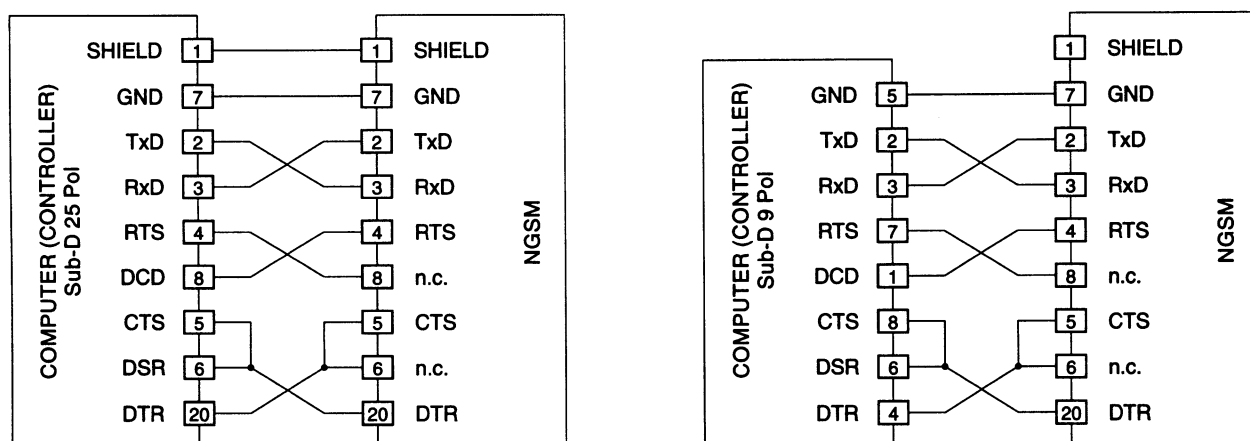 COMPUTER (CONTROLLER)
Sub-D 25 Pol
SHIELD 1 1 SHIELD
GND 7 7 GND
TxD 2 2 TxD
RxD 3 3 RxD
RTS 4 4 RTS
DCD 8 8 n.c.
CTS 5 5 CTS
DSR 6 6 n.c.
DTR 20 20 DTR
NGSM
COMPUTER (CONTROLLER)
Sub-D 9 Pol
1 SHIELD
GND 5 7 GND
TxD 2 2 TxD
RxD 3 3 RxD
RTS 7 4 RTS
DCD 1 8 n.c.
CTS 8 5 CTS
DSR 6 6 n.c.
DTR 4 20 DTR
NGSM